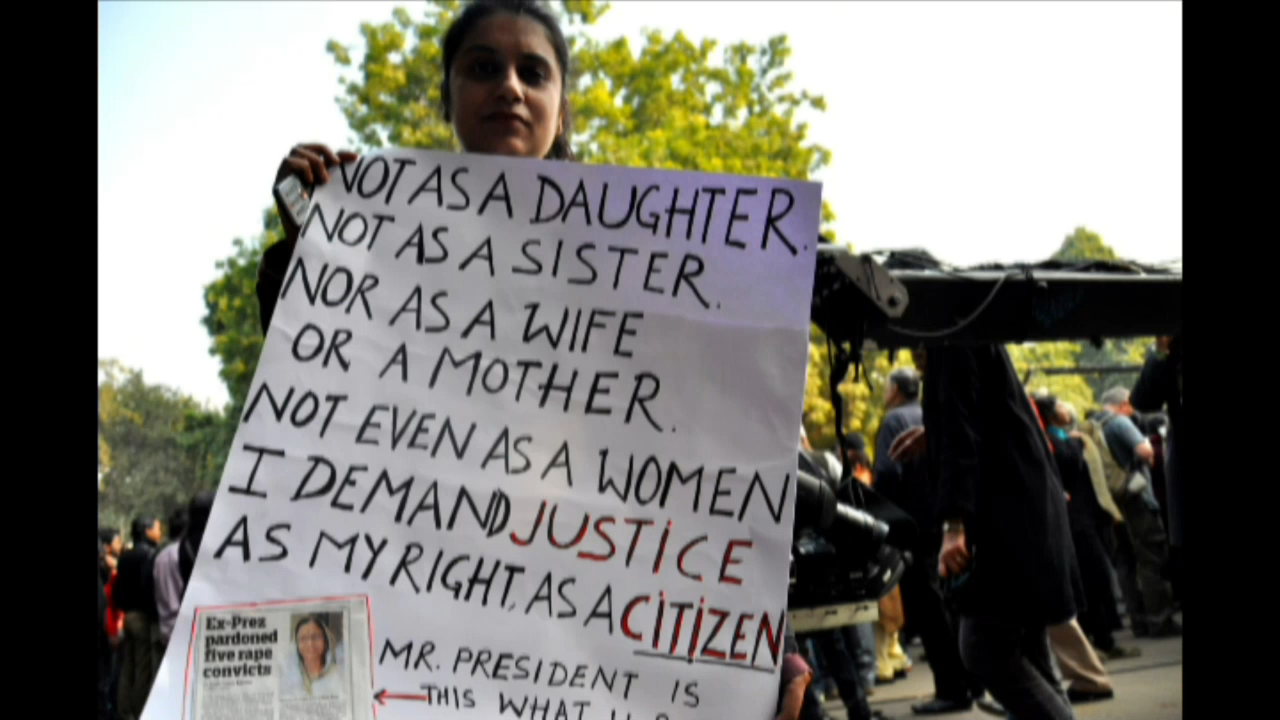 NOT AS A DAUGHTER.
NOT AS A SISTER.
NOR AS A WIFE
OR A MOTHER.
NOT EVEN AS A WOMEN
I DEMAND JUSTICE
AS MY RIGHT, AS A CITIZEN
Ex-Prez
pardoned
five rape
convicts
MR. PRESIDENT IS
THIS WHAT